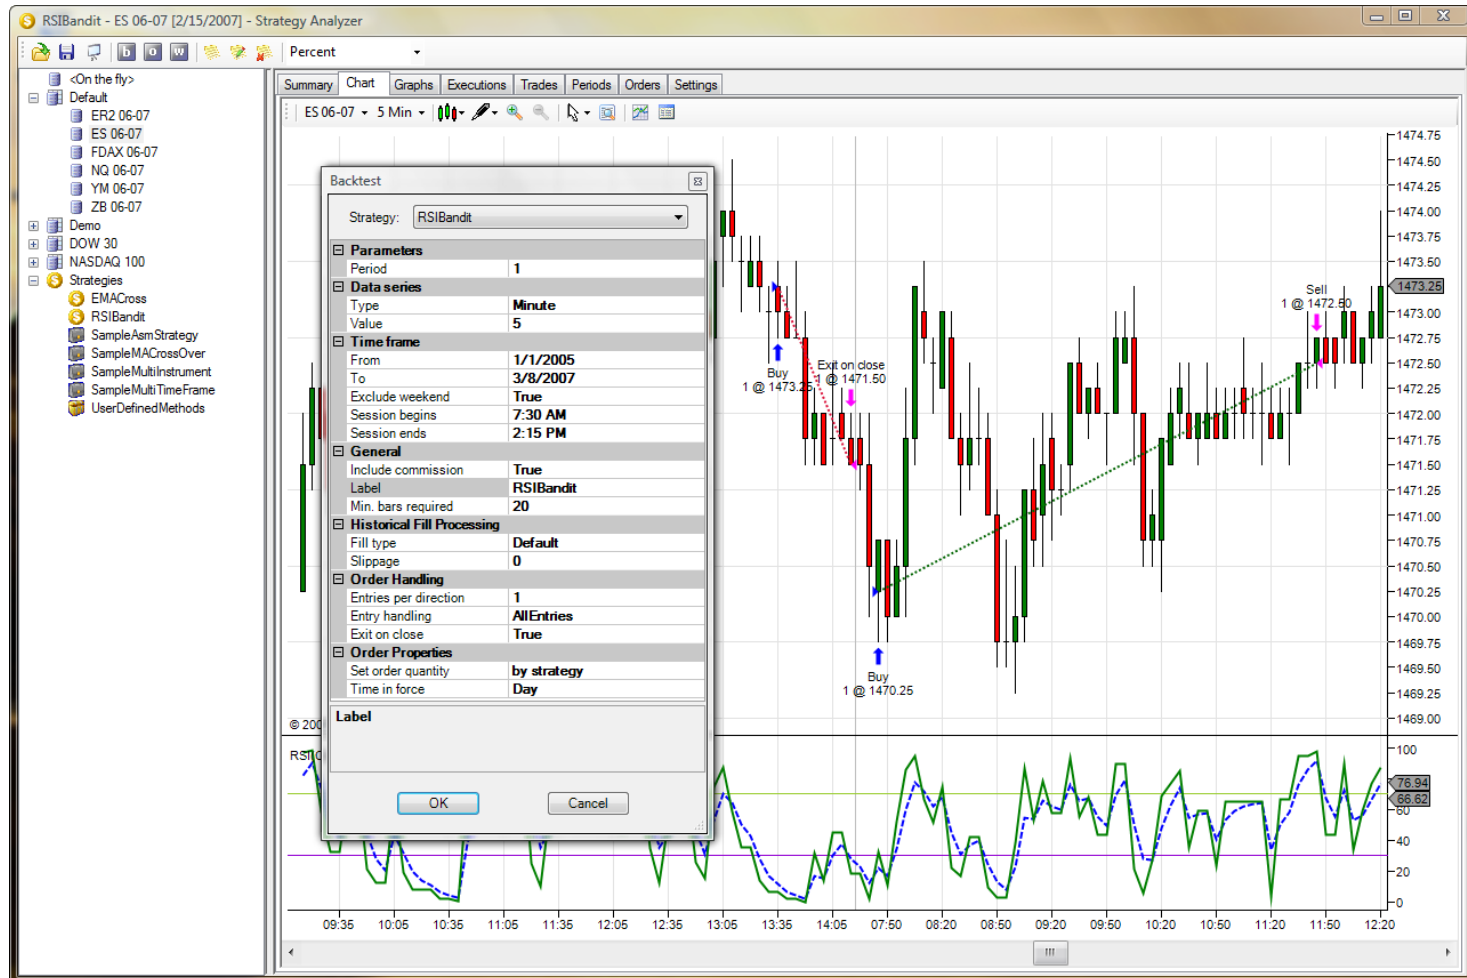 RSIBandit - ES 06-07 [2/15/2007] - Strategy Analyzer
b o w Percent
<On the fly>
Default
ER2 06-07
ES 06-07
FDAX 06-07
NQ 06-07
YM 06-07
ZB 06-07
Demo
DOW 30
NASDAQ 100
Strategies
EMACross
RSIBandit
SampleAsmStrategy
SampleMACrossOver
SampleMultiInstrument
SampleMultiTimeFrame
UserDefinedMethods
Summary Chart Graphs Executions Trades Periods Orders Settings
ES 06-07 5 Min
Backtest
Strategy: RSIBandit
Parameters
Period 1
Data series
Type Minute
Value 5
Time frame
From 1/1/2005
To 3/8/2007
Exclude weekend True
Session begins 7:30 AM
Session ends 2:15 PM
General
Include commission True
Label RSIBandit
Min. bars required 20
Historical Fill Processing
Fill type Default
Slippage 0
Order Handling
Entries per direction 1
Entry handling AllEntries
Exit on close True
Order Properties
Set order quantity by strategy
Time in force Day
Label
OK Cancel
Buy
1 @ 1473.25
Exit on close
1 @ 1471.50
Buy
1 @ 1470.25
Sell
1 @ 1472.50
1474.75
1474.50
1474.25
1474.00
1473.75
1473.50
1473.25
1473.00
1472.75
1472.50
1472.25
1472.00
1471.75
1471.50
1471.25
1471.00
1470.75
1470.50
1470.25
1470.00
1469.75
1469.50
1469.25
1469.00
© 200
RSI(
100
76.94
66.62
60
40
20
0
09:35 10:05 10:35 11:05 11:35 12:05 12:35 13:05 13:35 14:05 07:50 08:20 08:50 09:20 09:50 10:20 10:50 11:20 11:50 12:20